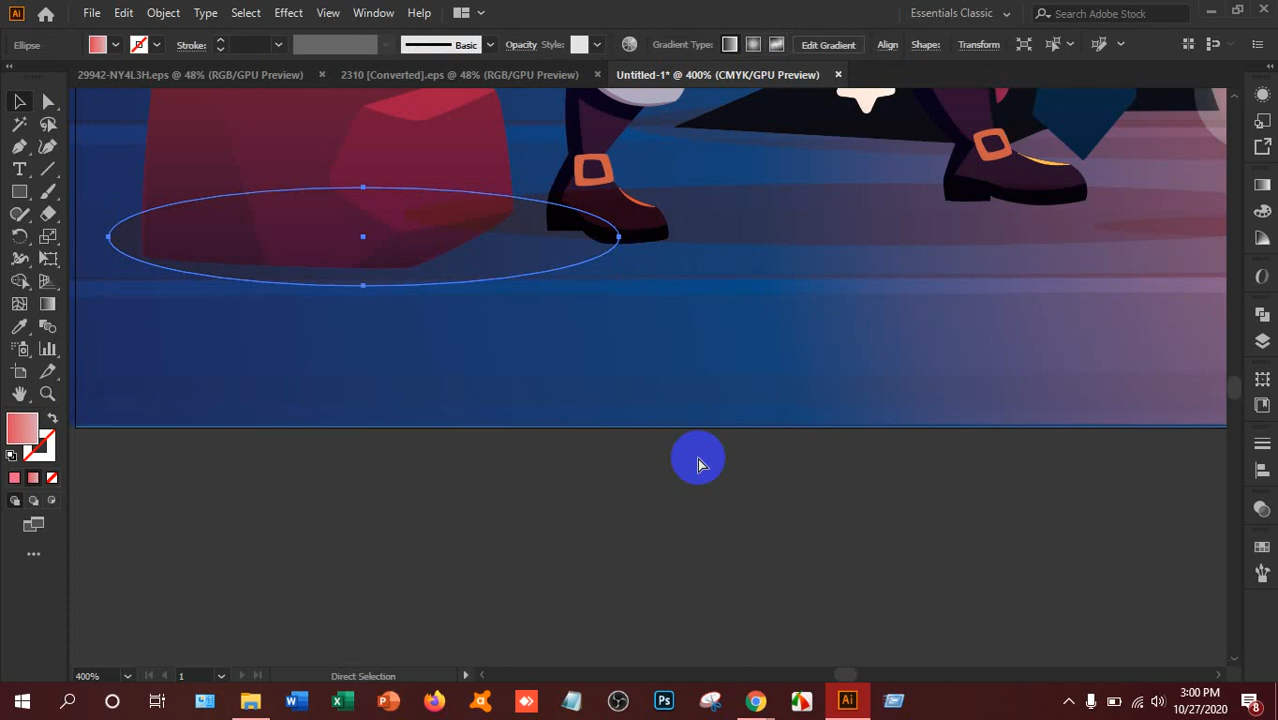 Ai File Edit Object Type Select Effect View Window Help Essentials Classic Search Adobe Stock
Ellipse Stroke: Basic Opacity Style: Gradient Type: Edit Gradient Align Shape: Transform
29942-NY4L3H.eps @ 48% (RGB/GPU Preview) × 2310 [Converted].eps @ 48% (RGB/GPU Preview) × Untitled-1* @ 400% (CMYK/GPU Preview) ×
400% 1 Direct Selection
3:00 PM
10/27/2020
8